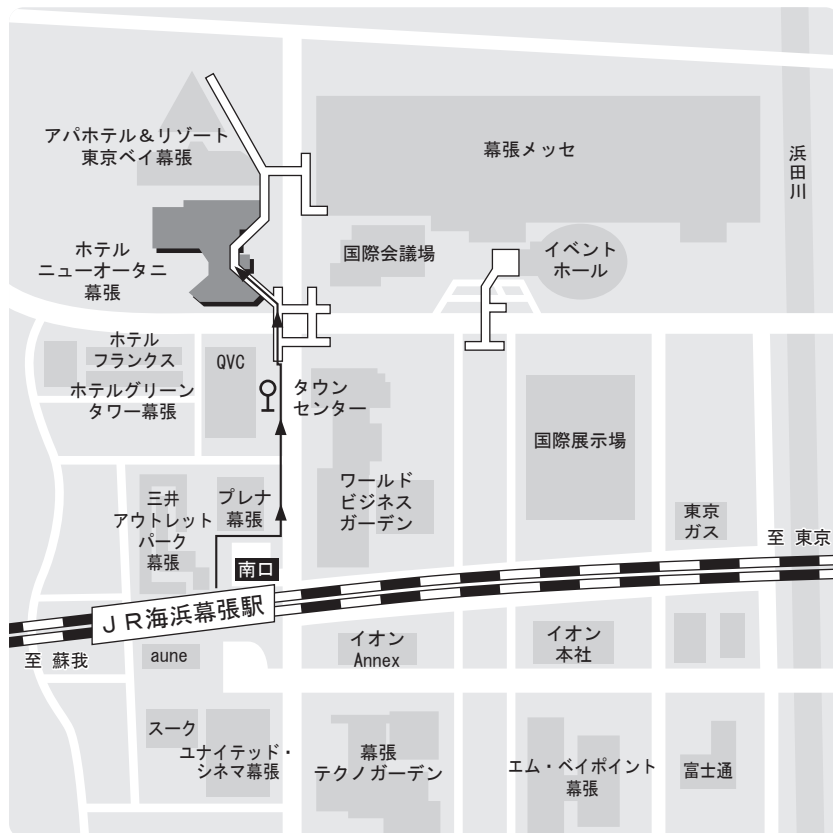 アパホテル&リゾート
東京ベイ幕張
幕張メッセ
浜田川
ホテル
ニューオータニ
幕張
国際会議場
イベント
ホール
ホテル
フランクス
QVC
ホテルグリーン
タワー幕張
タウン
センター
国際展示場
三井
アウトレット
パーク
幕張
プレナ
幕張
ワールド
ビジネス
ガーデン
東京
ガス
至 東京
南口
JR海浜幕張駅
至 蘇我
aune
イオン
Annex
イオン
本社
スーク
ユナイテッド・
シネマ幕張
幕張
テクノガーデン
エム・ベイポイント
幕張
富士通